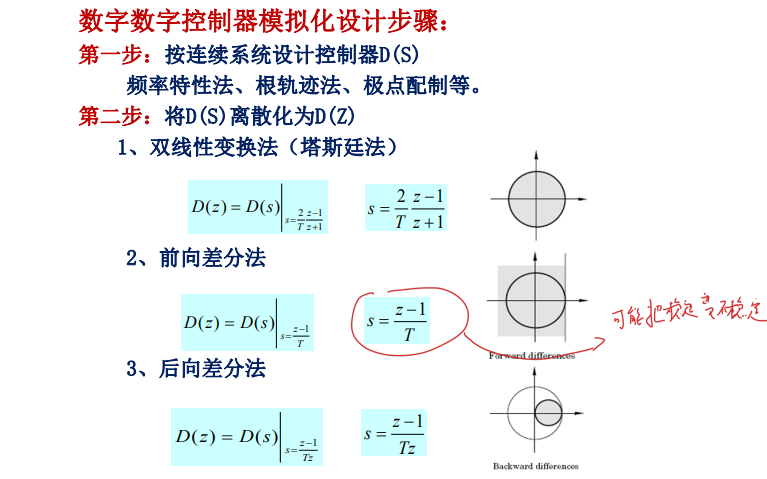 数字数字控制器模拟化设计步骤：
第一步：按连续系统设计控制器D(S)
频率特性法、根轨迹法、极点配制等。
第二步：将D(S)离散化为D(Z)
1、双线性变换法（塔斯廷法）
D(z) = D(s)|s=2/T z−1/z+1    s = 2/T z−1/z+1
2、前向差分法
D(z) = D(s)|s=z−1/T    s = z−1/T
可能把稳定变不稳定
Forward differences
3、后向差分法
D(z) = D(s)|s=z−1/Tz    s = z−1/Tz
Backward differences